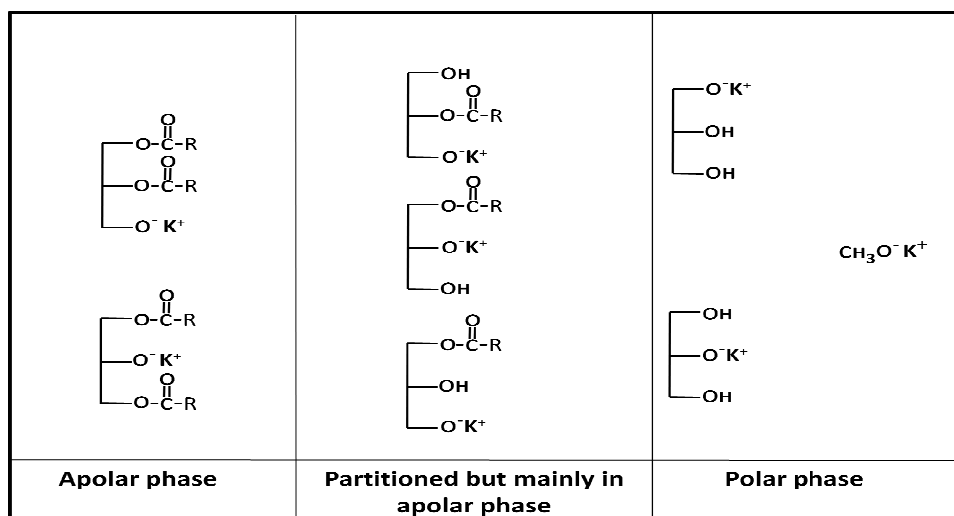 O
O-C-R
O
O-C-R
O⁻ K⁺
O
O-C-R
O⁻K⁺
O
O-C-R
Apolar phase
OH
O
O-C-R
O⁻K⁺
O
O-C-R
O⁻K⁺
OH
O
O-C-R
OH
O⁻K⁺
Partitioned but mainly in
apolar phase
O⁻K⁺
OH
OH
CH₃O⁻K⁺
OH
O⁻K⁺
OH
Polar phase